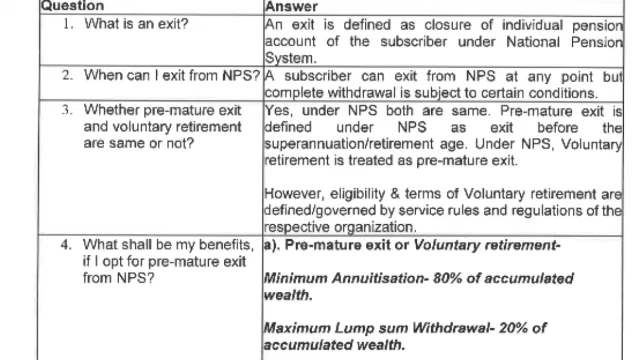 Question Answer
1. What is an exit? An exit is defined as closure of individual pension
account of the subscriber under National Pension
System.
2. When can I exit from NPS? A subscriber can exit from NPS at any point but
complete withdrawal is subject to certain conditions.
3. Whether pre-mature exit Yes, under NPS both are same. Pre-mature exit is
and voluntary retirement defined under NPS as exit before the
are same or not? superannuation/retirement age. Under NPS, Voluntary
retirement is treated as pre-mature exit.
However, eligibility & terms of Voluntary retirement are
defined/governed by service rules and regulations of the
respective organization.
4. What shall be my benefits, a). Pre-mature exit or Voluntary retirement-
if I opt for pre-mature exit
from NPS? Minimum Annuitisation- 80% of accumulated
wealth.
Maximum Lump sum Withdrawal- 20% of
accumulated wealth.